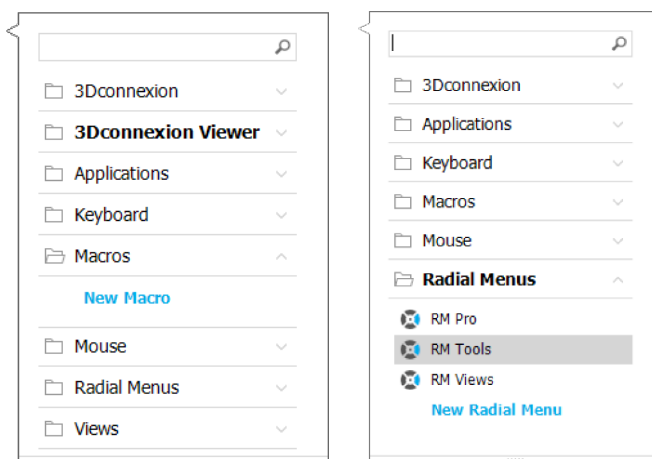 3Dconnexion
3Dconnexion Viewer
Applications
Keyboard
Macros
New Macro
Mouse
Radial Menus
Views
3Dconnexion
Applications
Keyboard
Macros
Mouse
Radial Menus
RM Pro
RM Tools
RM Views
New Radial Menu